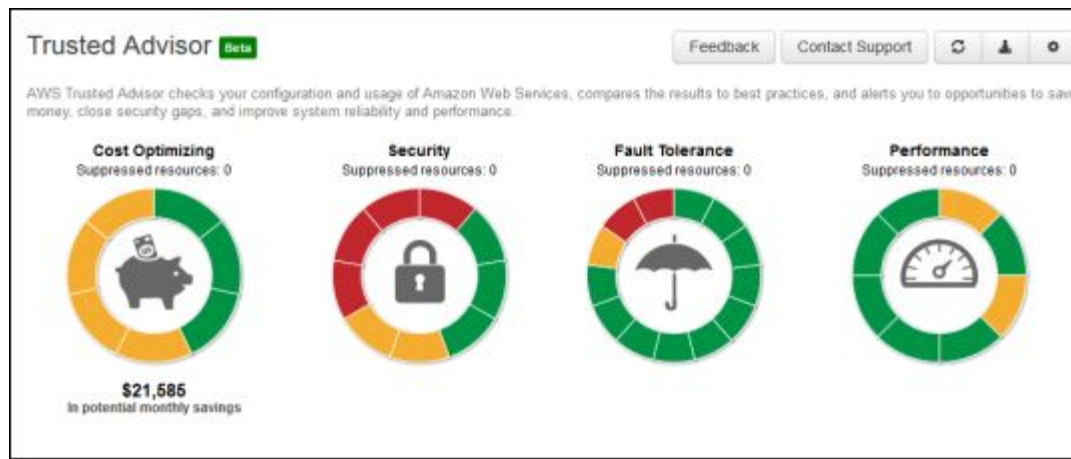 Trusted Advisor Beta
Feedback
Contact Support
AWS Trusted Advisor checks your configuration and usage of Amazon Web Services, compares the results to best practices, and alerts you to opportunities to sav
money, close security gaps, and improve system reliability and performance.
Cost Optimizing
Suppressed resources: 0
Security
Suppressed resources: 0
Fault Tolerance
Suppressed resources: 0
Performance
Suppressed resources: 0
$21,585
In potential monthly savings